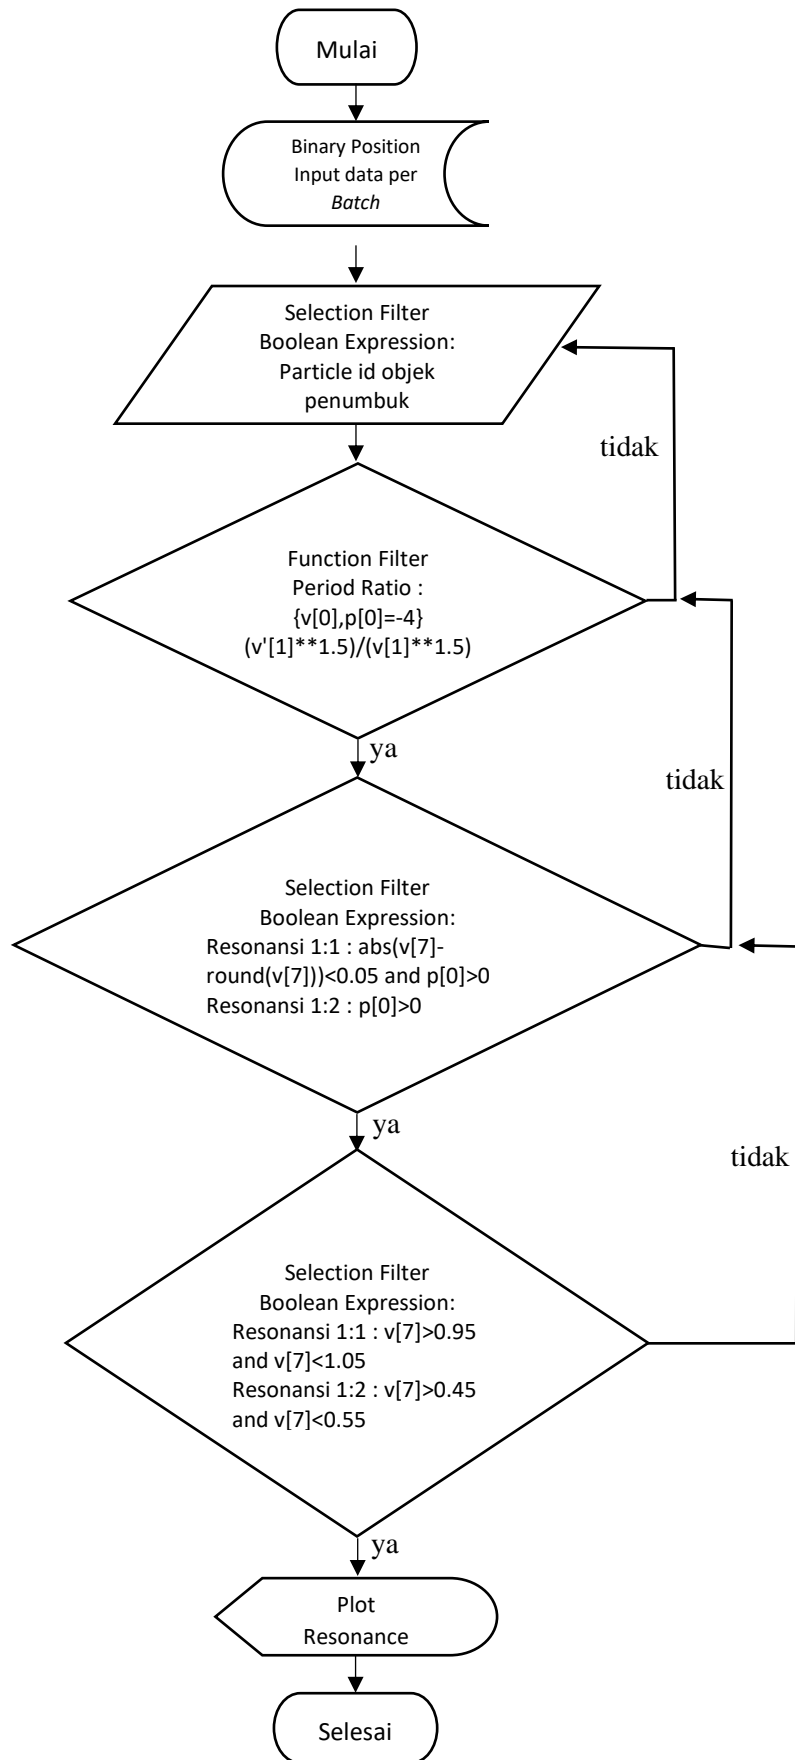 Mulai
Binary Position
Input data per
Batch
Selection Filter
Boolean Expression:
Particle id objek
penumbuk
tidak
Function Filter
Period Ratio :
{v[0],p[0]=-4}
(v'[1]**1.5)/(v[1]**1.5)
ya
tidak
Selection Filter
Boolean Expression:
Resonansi 1:1 : abs(v[7]-
round(v[7]))<0.05 and p[0]>0
Resonansi 1:2 : p[0]>0
ya
tidak
Selection Filter
Boolean Expression:
Resonansi 1:1 : v[7]>0.95
and v[7]<1.05
Resonansi 1:2 : v[7]>0.45
and v[7]<0.55
ya
Plot
Resonance
Selesai